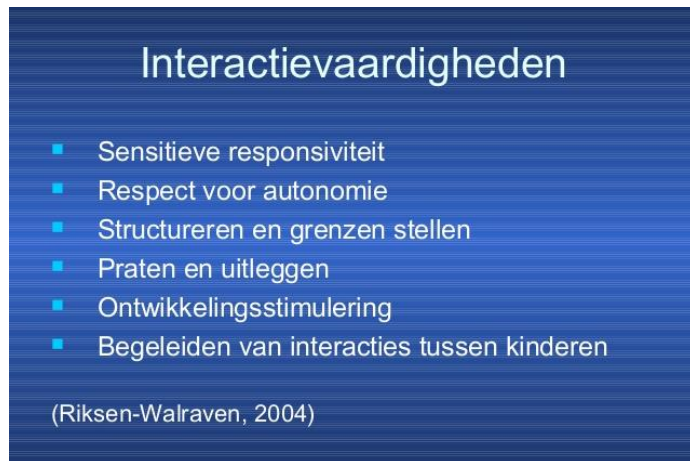 Interactievaardigheden
Sensitieve responsiviteit
Respect voor autonomie
Structureren en grenzen stellen
Praten en uitleggen
Ontwikkelingsstimulering
Begeleiden van interacties tussen kinderen
(Riksen-Walraven, 2004)